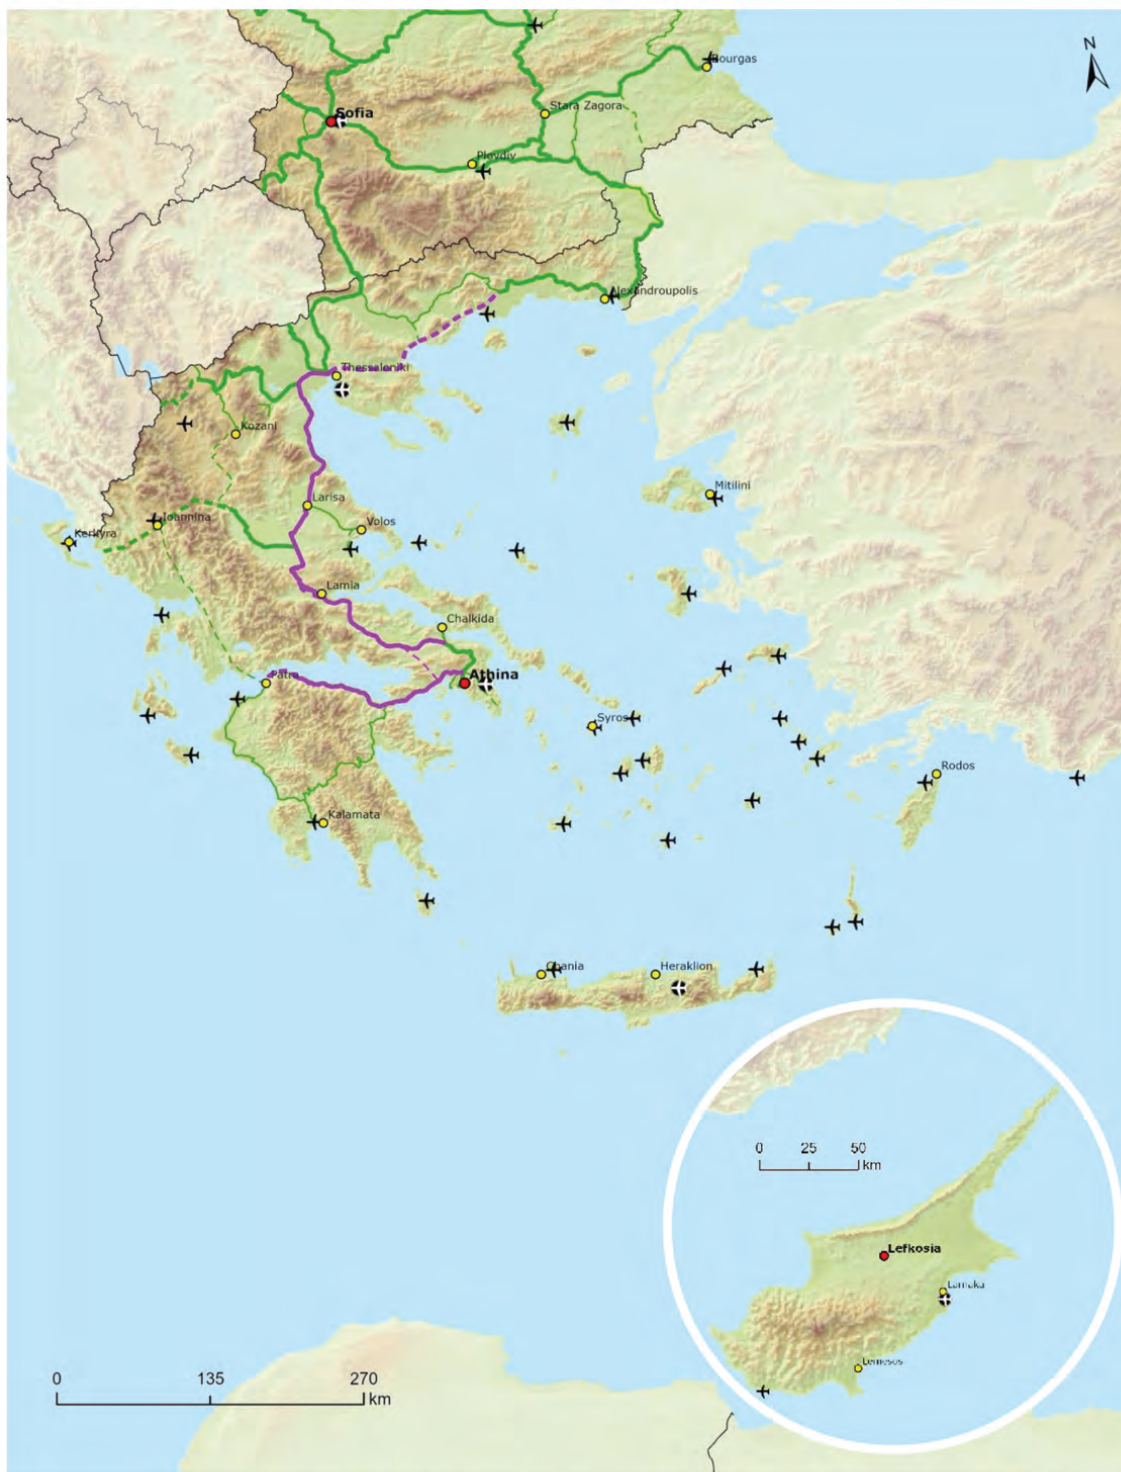 N
Bourgas
Stara Zagora
Sofia
Plovdiv
Alexandroupolis
Thessaloniki
Kozani
Mitilini
Larisa
Ioannina
Volos
Kerkyra
Lamia
Chalkida
Patra
Athina
Syros
Rodos
Kalamata
Chania
Heraklion
0 25 50
km
Lefkosia
Larnaka
Lemesos
0 135 270
km